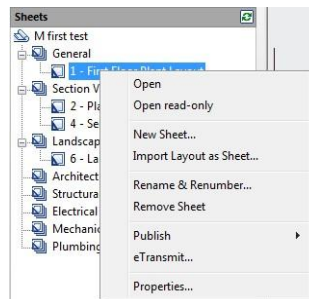 Sheets
M first test
General
1 - First Floor Plant Layout
Section V
2 - Pla
4 - Se
Landscap
6 - La
Architect
Structura
Electrical
Mechanic
Plumbing
Open
Open read-only
New Sheet...
Import Layout as Sheet...
Rename & Renumber...
Remove Sheet
Publish
eTransmit...
Properties...